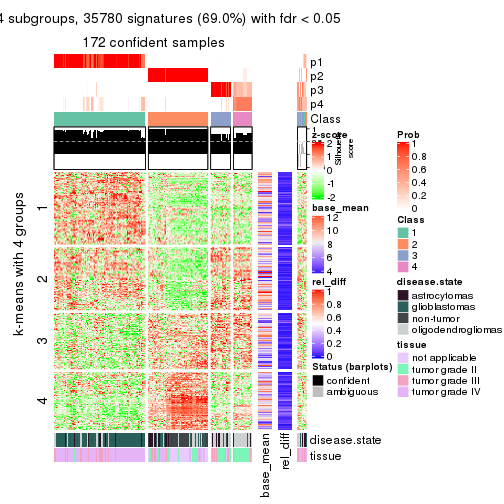 4 subgroups, 35780 signatures (69.0%) with fdr < 0.05
172 confident samples
p1
p2
p3
p4
Class
1
Silhouette
score
k-means with 4 groups
1
2
3
4
base_mean
rel_diff
disease.state
tissue
z-score
2
1
0
-1
-2
base_mean
12
10
8
6
4
rel_diff
1
0.8
0.6
0.4
0.2
0
Status (barplots)
confident
ambiguous
Prob
1
0.8
0.6
0.4
0.2
0
Class
1
2
3
4
disease.state
astrocytomas
glioblastomas
non-tumor
oligodendrogliomas
tissue
not applicable
tumor grade II
tumor grade III
tumor grade IV